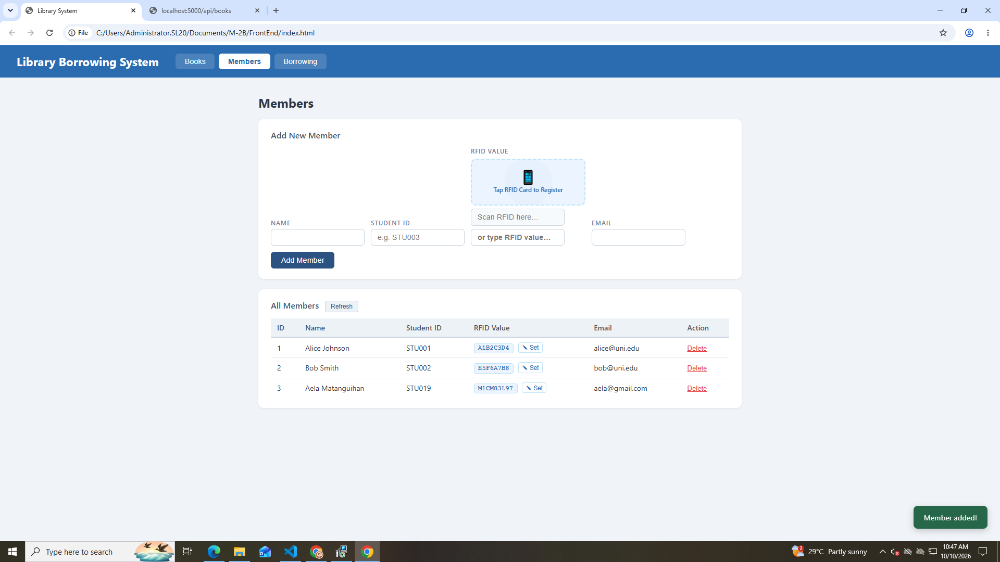 Library System
localhost:5000/api/books
File
C:/Users/Administrator.SL20/Documents/M-2B/FrontEnd/index.html
Library Borrowing System
Books
Members
Borrowing
Members
Add New Member
RFID VALUE
Tap RFID Card to Register
Scan RFID here...
NAME
STUDENT ID
EMAIL
e.g. STU003
or type RFID value...
Add Member
All Members
Refresh
ID Name Student ID RFID Value Email Action
1 Alice Johnson STU001 A1B2C3D4 Set alice@uni.edu Delete
2 Bob Smith STU002 E5F6A7B8 Set bob@uni.edu Delete
3 Aela Matanguihan STU019 M1CM83L97 Set aela@gmail.com Delete
Member added!
Type here to search
2
29°C Partly sunny
10:47 AM
10/10/2026